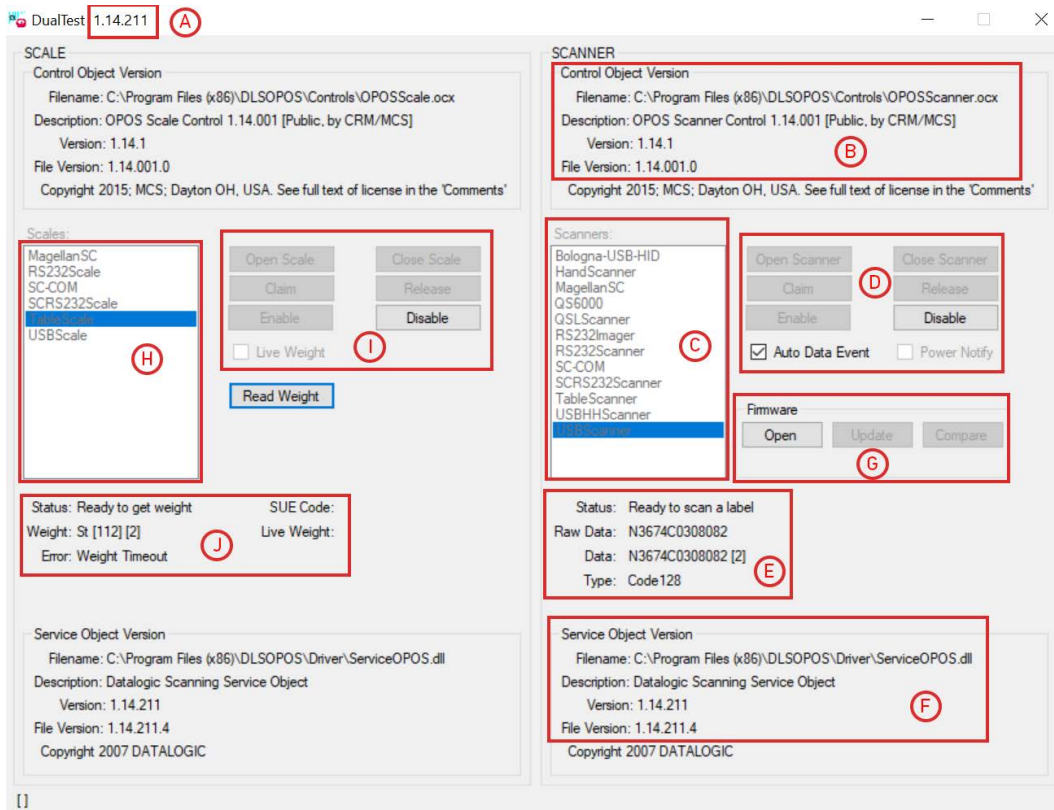 DualTest 1.14.211 A
SCALE
Control Object Version
Filename: C:\Program Files (x86)\DLSOPOS\Controls\OPOSScale.ocx
Description: OPOS Scale Control 1.14.001 [Public, by CRM/MCS]
Version: 1.14.1
File Version: 1.14.001.0
Copyright 2015; MCS; Dayton OH, USA. See full text of license in the 'Comments'
Scales:
MagellanSC
RS232Scale
SC-COM
SCRS232Scale
TableScale
USBScale
H
Open Scale Close Scale
Claim Release
Enable Disable
Live Weight I
Read Weight
Status: Ready to get weight SUE Code:
Weight: St [112] [2] Live Weight:
Error: Weight Timeout
J
Service Object Version
Filename: C:\Program Files (x86)\DLSOPOS\Driver\ServiceOPOS.dll
Description: Datalogic Scanning Service Object
Version: 1.14.211
File Version: 1.14.211.4
Copyright 2007 DATALOGIC
[ ]
SCANNER
Control Object Version
Filename: C:\Program Files (x86)\DLSOPOS\Controls\OPOSScanner.ocx
Description: OPOS Scanner Control 1.14.001 [Public, by CRM/MCS]
Version: 1.14.1
B
File Version: 1.14.001.0
Copyright 2015; MCS; Dayton OH, USA. See full text of license in the 'Comments'
Scanners:
Bologna-USB-HID
HandScanner
MagellanSC
QS6000
QSLScanner
RS232Imager
RS232Scanner
SC-COM
SCRS232Scanner
TableScanner
USBHHScanner
USBScanner
C
Open Scanner Close Scanner
Claim D Release
Enable Disable
Auto Data Event Power Notify
Firmware
Open Update Compare
G
Status: Ready to scan a label
Raw Data: N3674C0308082
Data: N3674C0308082 [2]
Type: Code128
E
Service Object Version
Filename: C:\Program Files (x86)\DLSOPOS\Driver\ServiceOPOS.dll
Description: Datalogic Scanning Service Object
Version: 1.14.211
F
File Version: 1.14.211.4
Copyright 2007 DATALOGIC